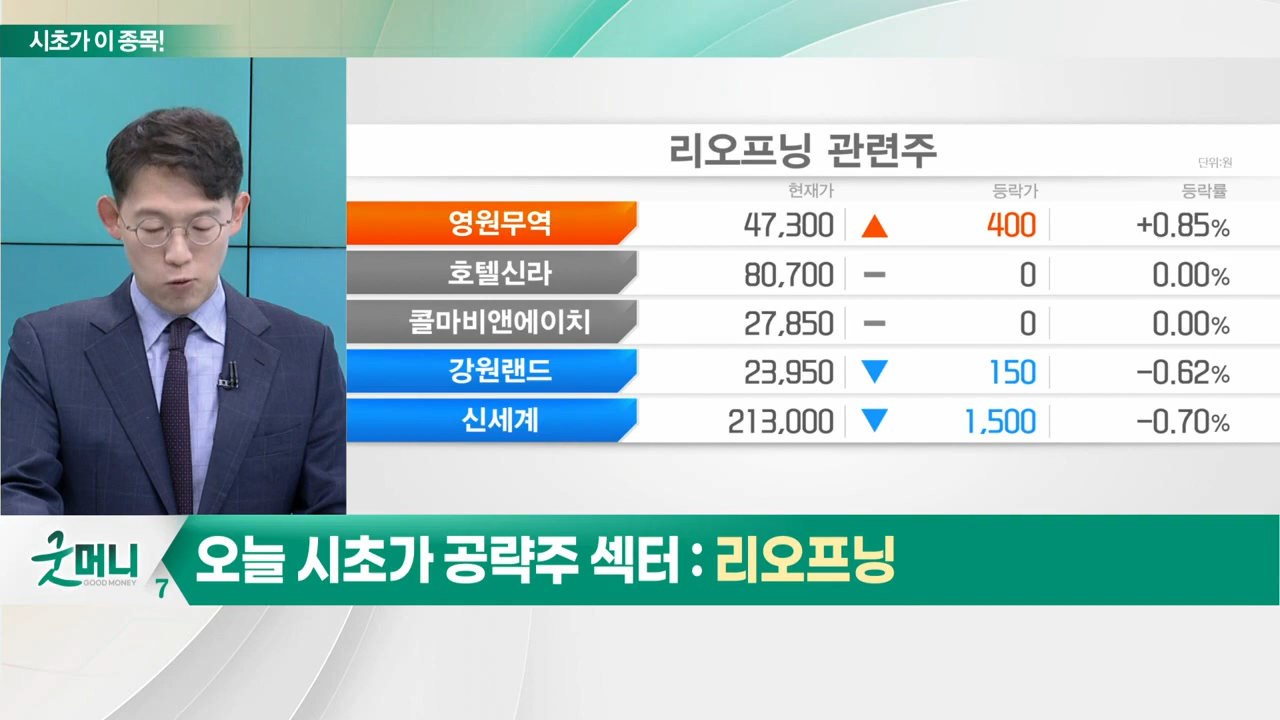 시초가 이 종목!
리오프닝 관련주
단위:원
현재가 등락가 등락률
영원무역 47,300 ▲ 400 +0.85%
호텔신라 80,700 － 0 0.00%
콜마비앤에이치 27,850 － 0 0.00%
강원랜드 23,950 ▼ 150 -0.62%
신세계 213,000 ▼ 1,500 -0.70%
굿머니
GOOD MONEY
7
오늘 시초가 공략주 섹터 : 리오프닝